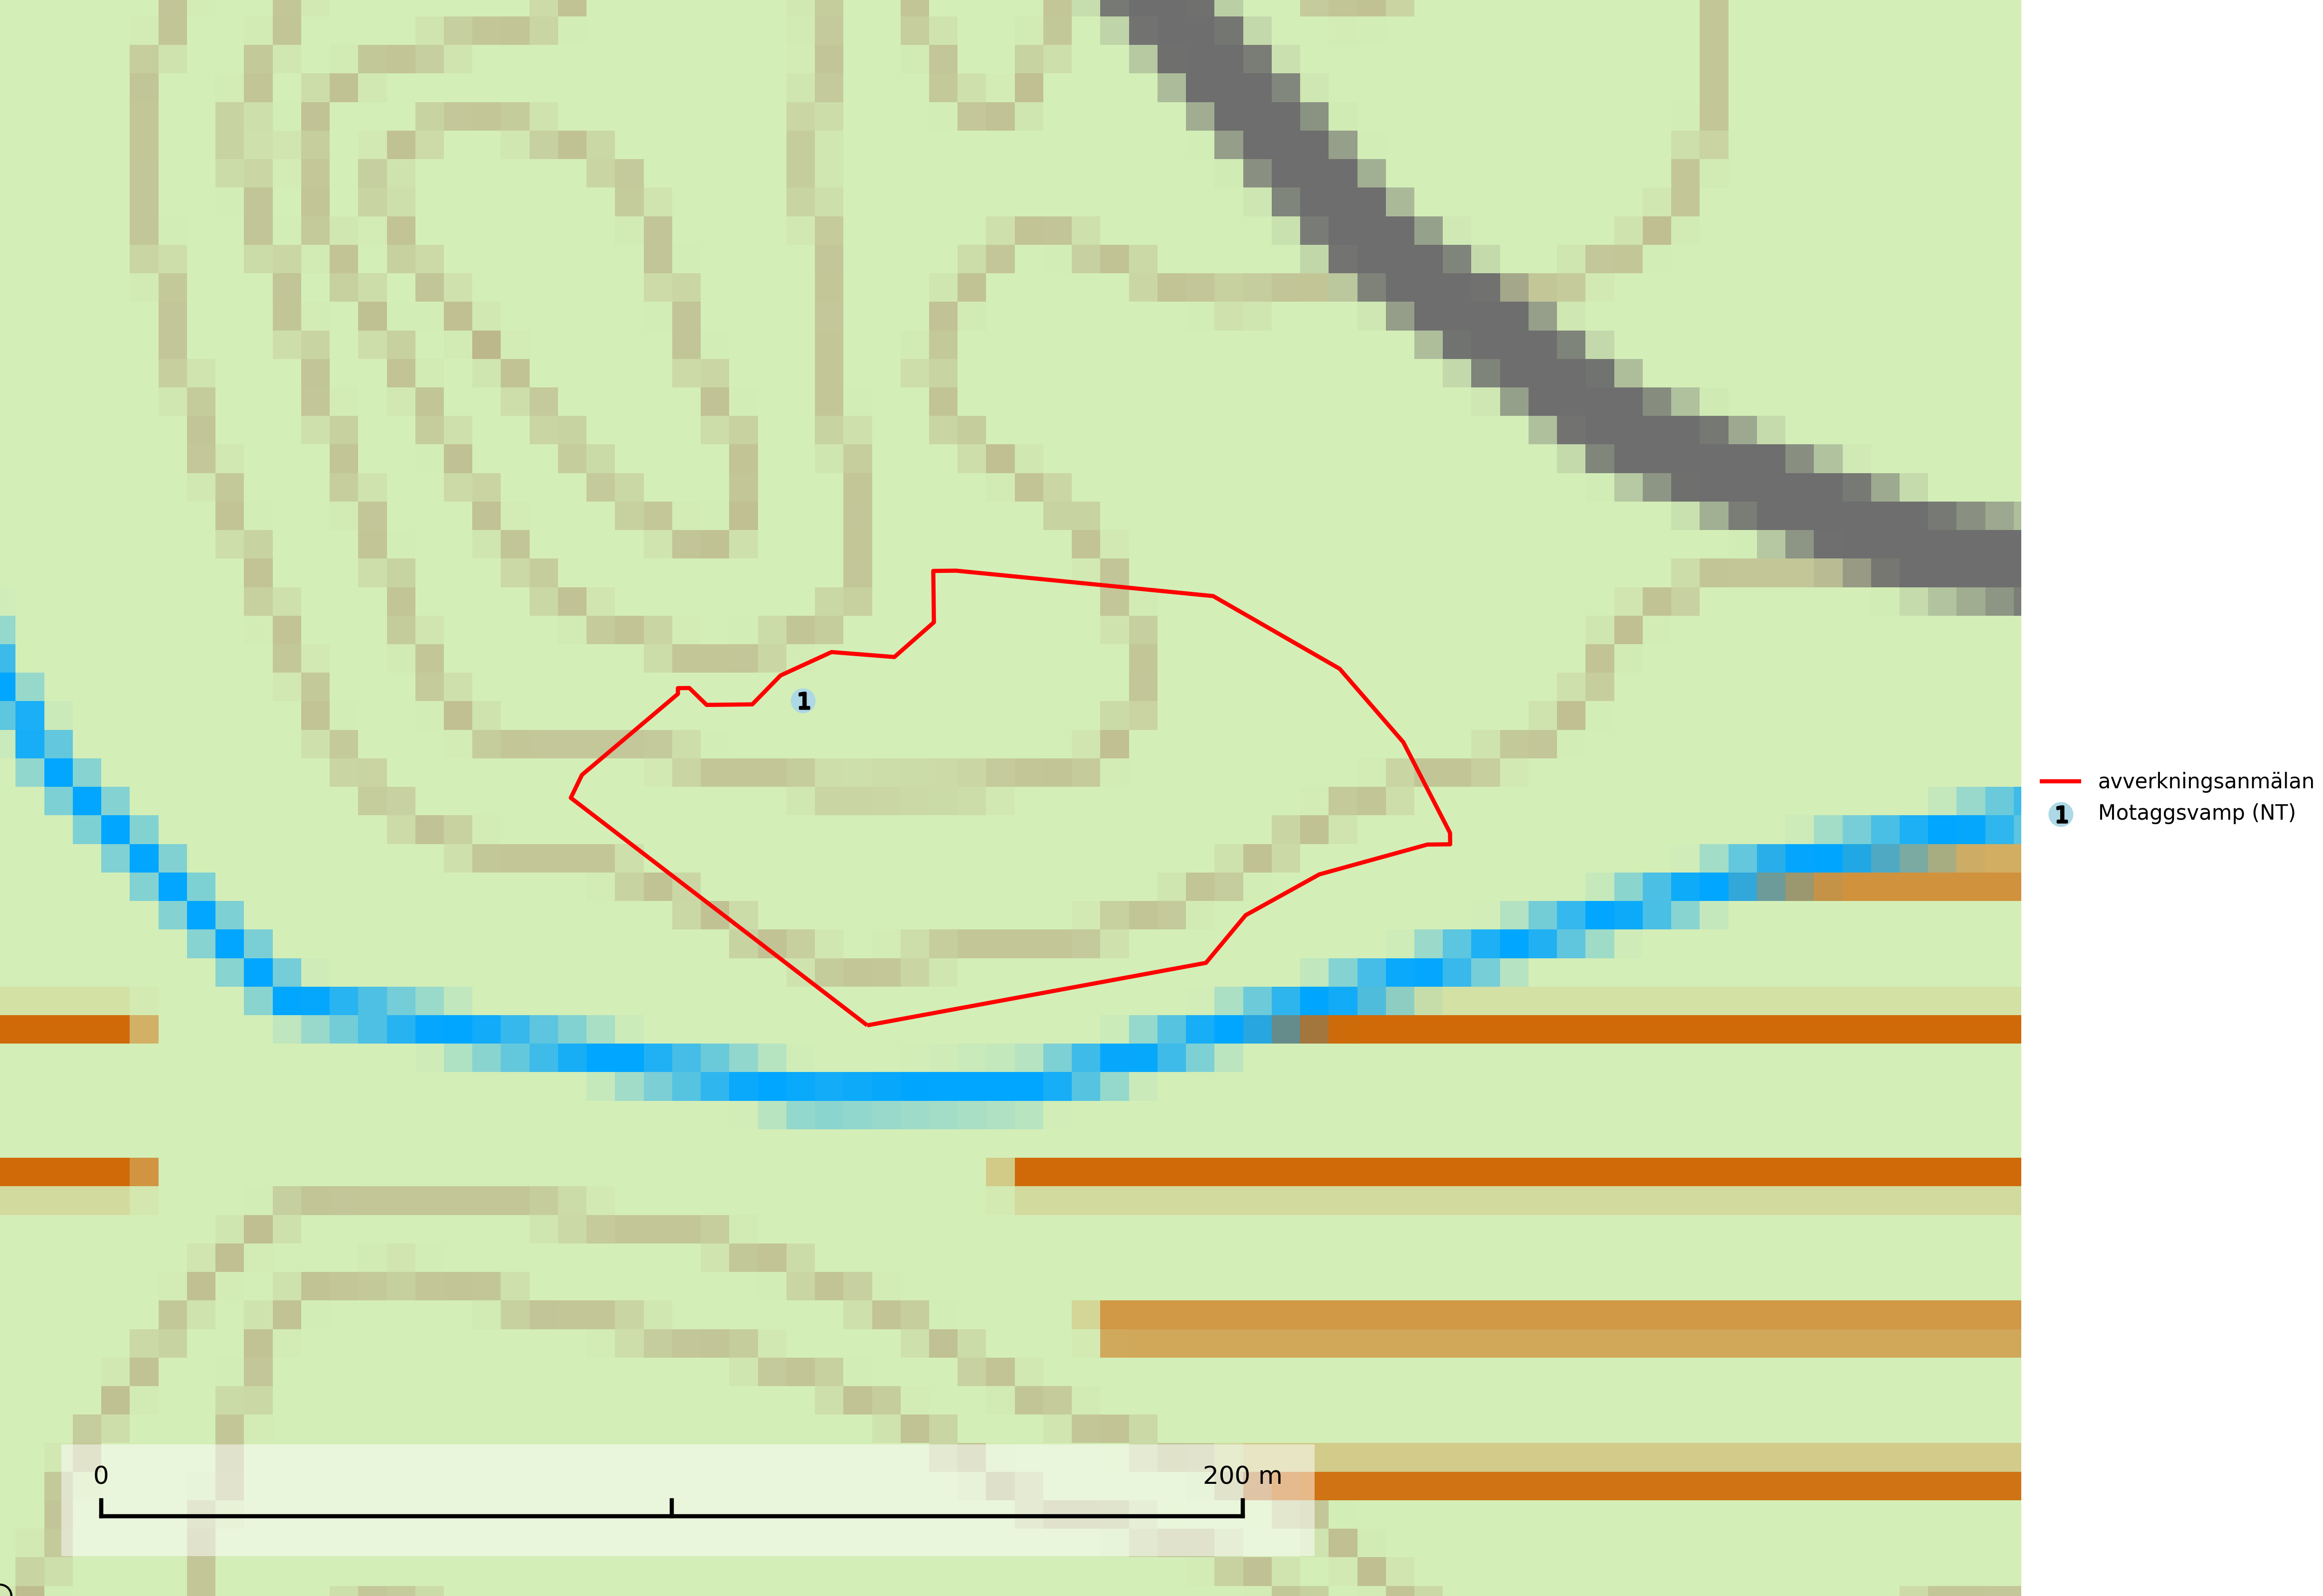 1
avverkningsanmälan
1 Motaggsvamp (NT)
0 200 m